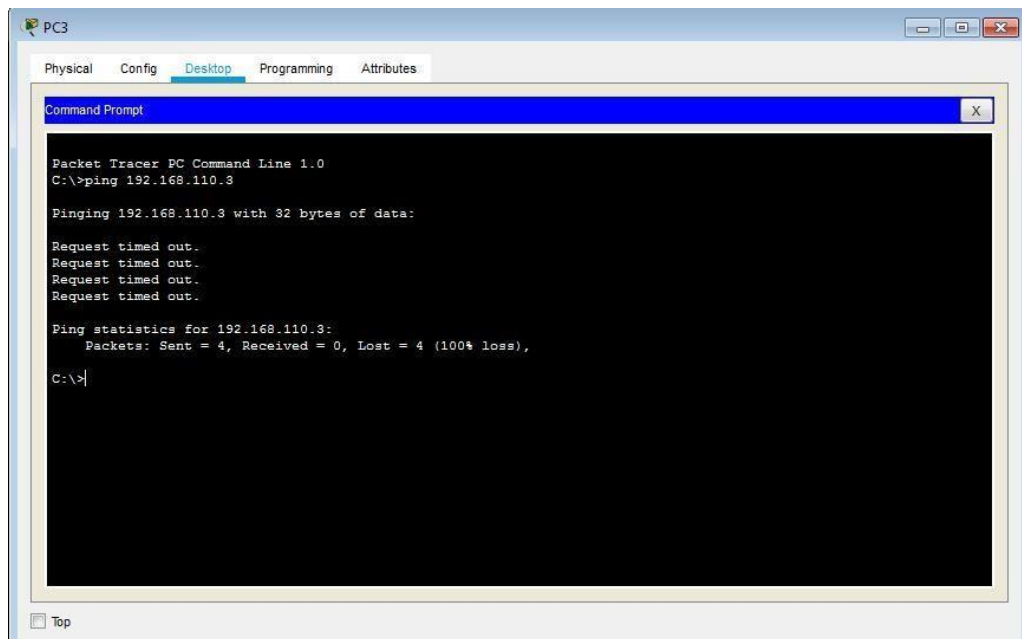 PC3
Physical Config Desktop Programming Attributes
Command Prompt
X
Packet Tracer PC Command Line 1.0
C:\>ping 192.168.110.3
Pinging 192.168.110.3 with 32 bytes of data:
Request timed out.
Request timed out.
Request timed out.
Request timed out.
Ping statistics for 192.168.110.3:
Packets: Sent = 4, Received = 0, Lost = 4 (100% loss),
C:\>
Top